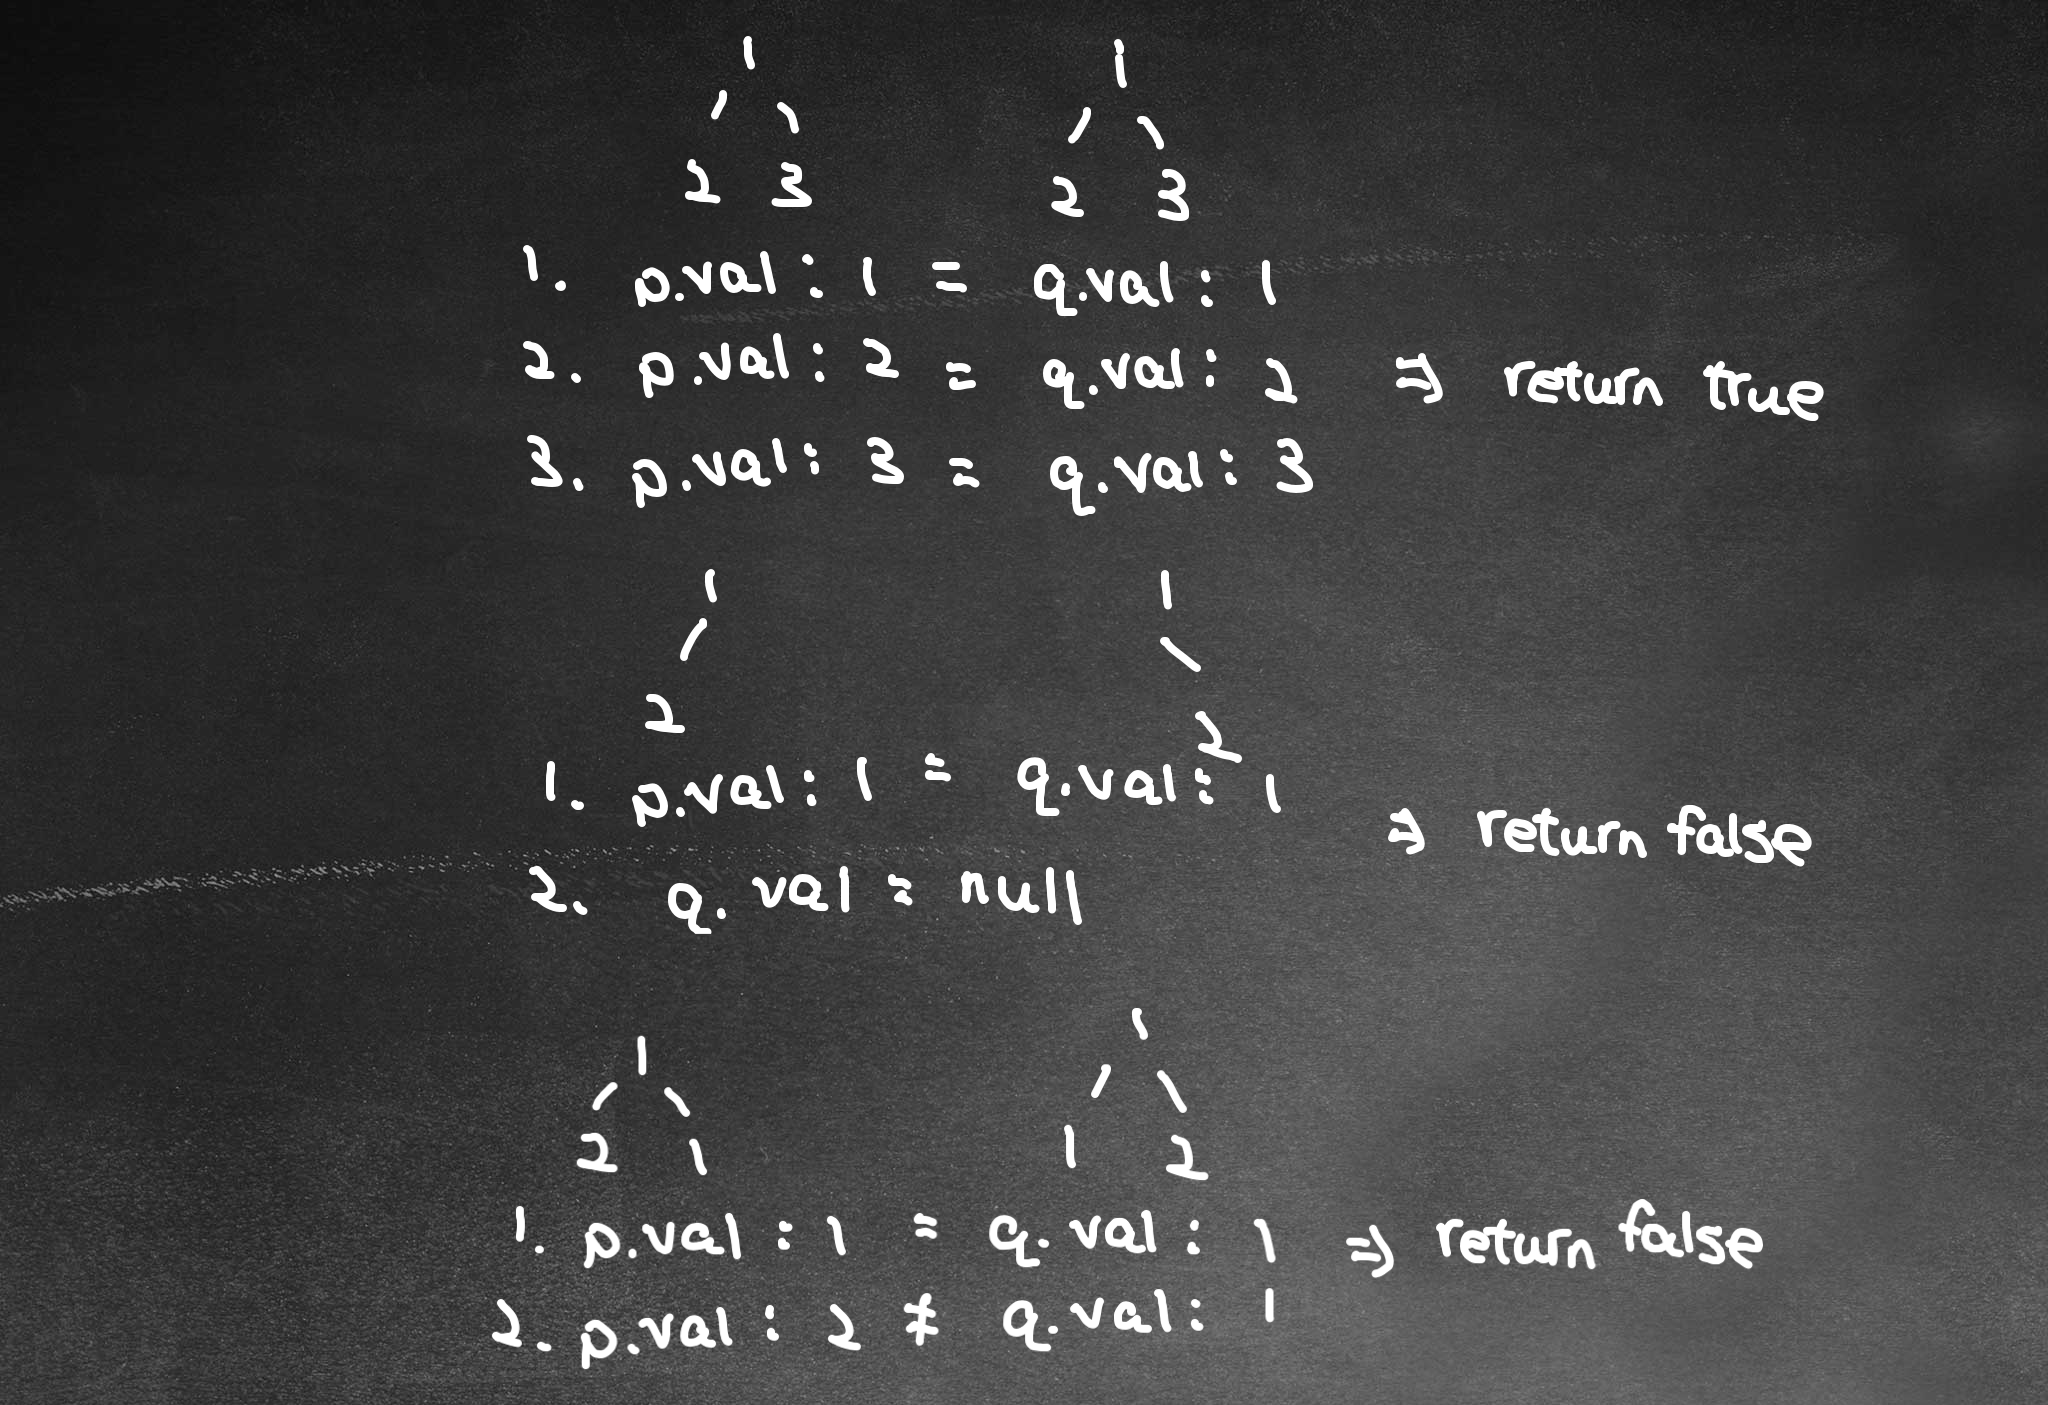 1 1
2 3 2 3
1. p.val : 1 = q.val : 1
2. p.val : 2 = q.val : 2 ⇒ return true
3. p.val : 3 = q.val : 3
1 1
2 2
1. p.val : 1 = q.val : 1
⇒ return false
2. q.val = null
1 1
2 1 1 2
1. p.val : 1 = q.val : 1 ⇒ return false
2. p.val : 2 ≠ q.val : 1